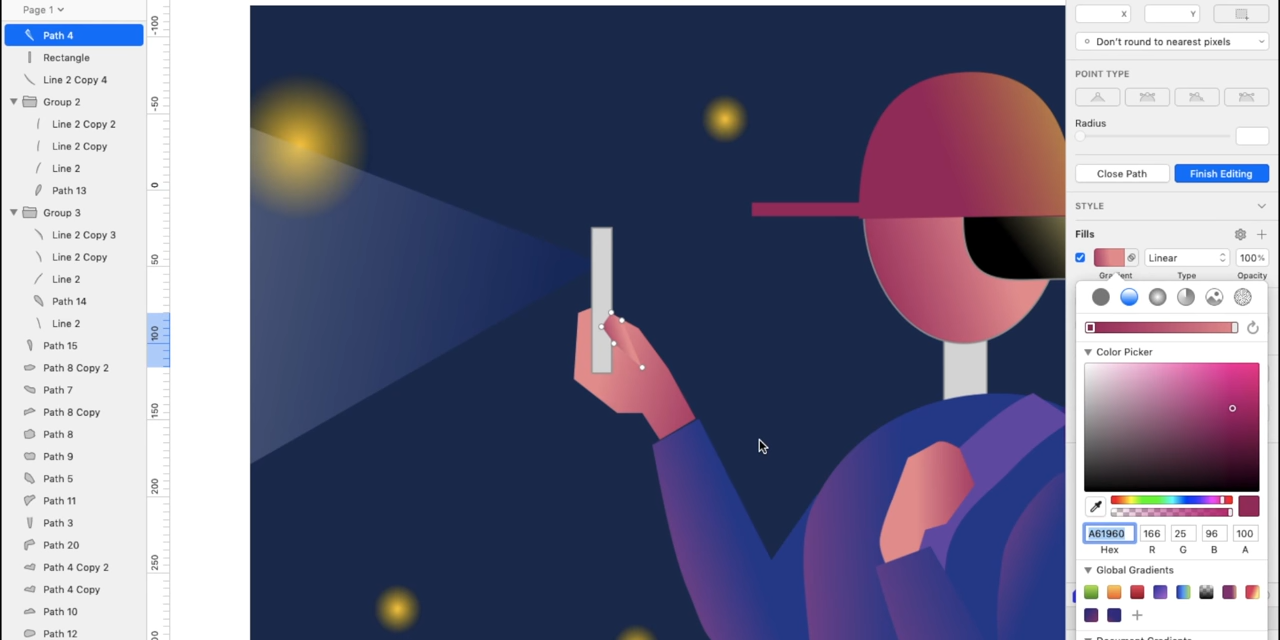 Page 1
Path 4
Rectangle
Line 2 Copy 4
Group 2
Line 2 Copy 2
Line 2 Copy
Line 2
Path 13
Group 3
Line 2 Copy 3
Line 2 Copy
Line 2
Path 14
Line 2
Path 15
Path 8 Copy 2
Path 7
Path 8 Copy
Path 8
Path 9
Path 5
Path 11
Path 3
Path 20
Path 4 Copy 2
Path 4 Copy
Path 10
Path 12
-100
-50
0
50
100
150
200
250
X
Y
Don't round to nearest pixels
POINT TYPE
Radius
Close Path
Finish Editing
STYLE
Fills
Linear
100%
Gradient
Type
Opacity
Color Picker
A61960
166
25
96
100
Hex
R
G
B
A
Global Gradients
Document Gradients